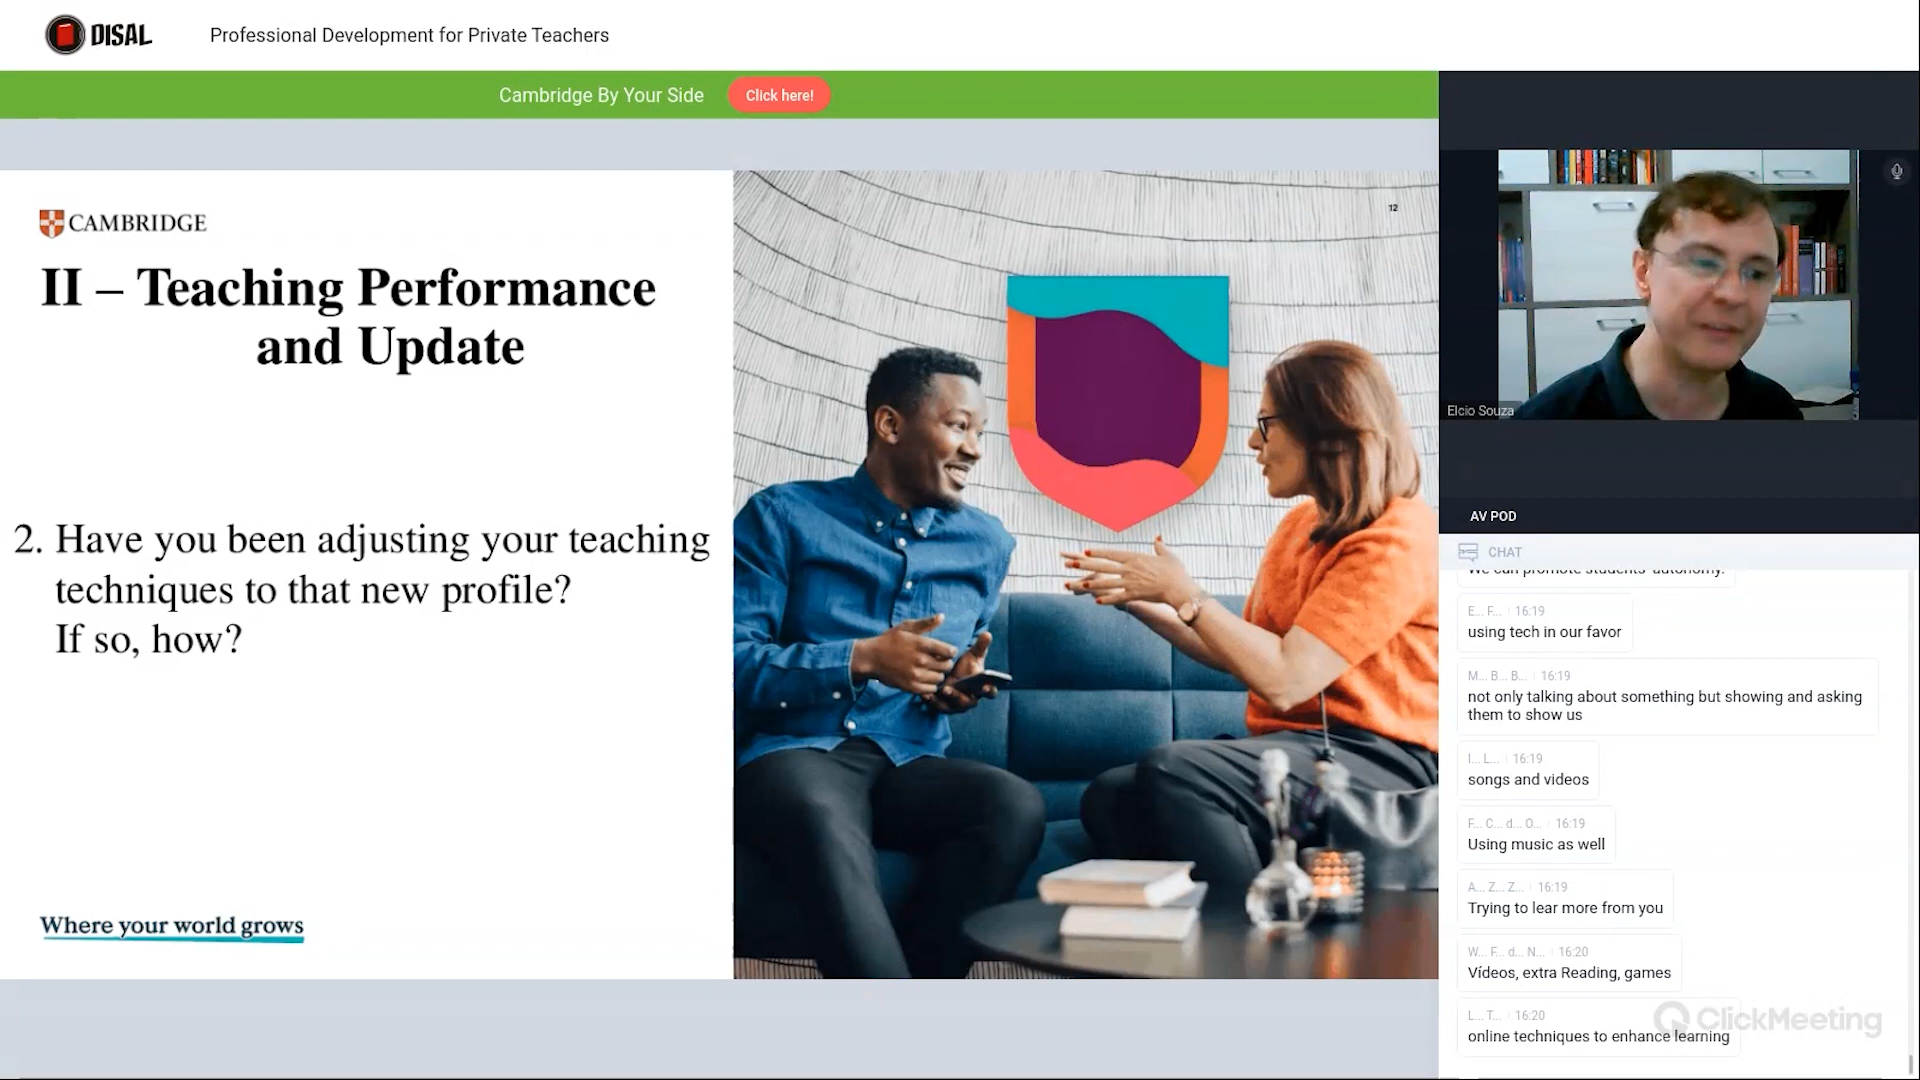 DISAL
Professional Development for Private Teachers
Cambridge By Your Side
Click here!
CAMBRIDGE
12
II – Teaching Performance
and Update
2. Have you been adjusting your teaching
techniques to that new profile?
If so, how?
Where your world grows
Elcio Souza
AV POD
CHAT
We can promote students' autonomy.
E... F... 16:19
using tech in our favor
M... B... B... 16:19
not only talking about something but showing and asking
them to show us
I... L... 16:19
songs and videos
F... C... d... O... 16:19
Using music as well
A... Z... Z... 16:19
Trying to lear more from you
W... F... d... N... 16:20
Vídeos, extra Reading, games
L... T... 16:20
online techniques to enhance learning
ClickMeeting